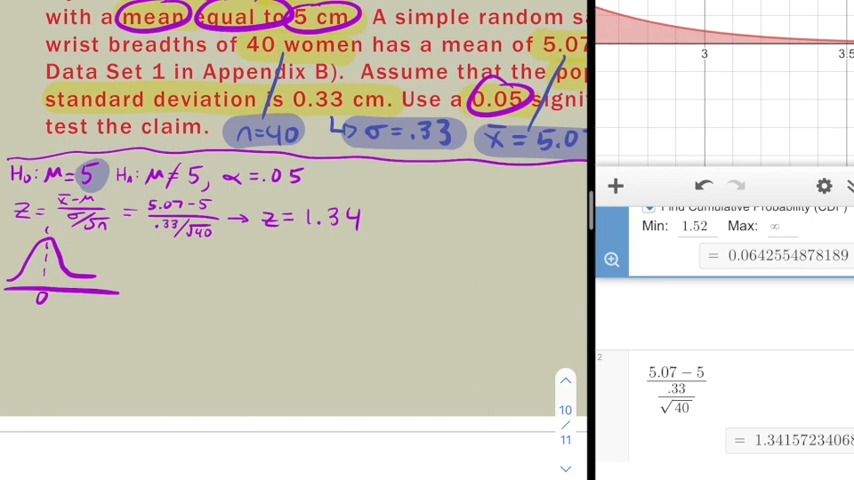 with a mean equal to 5 cm. A simple random s
wrist breadths of 40 women has a mean of 5.07
Data Set 1 in Appendix B). Assume that the pop
standard deviation is 0.33 cm. Use a 0.05 signi
test the claim. n=40 ↳ σ=.33 x̄ = 5.07
H₀: μ=5 Hₐ: μ≠5, α=.05
z = x̄-μ / σ/√n = 5.07-5 / .33/√40 → z=1.34
0
10
/
11
3
3.5
Find Cumulative Probability (CDF)
Min: 1.52 Max: ∞
= 0.0642554878189
2
5.07 − 5
.33
√40
= 1.3415723406